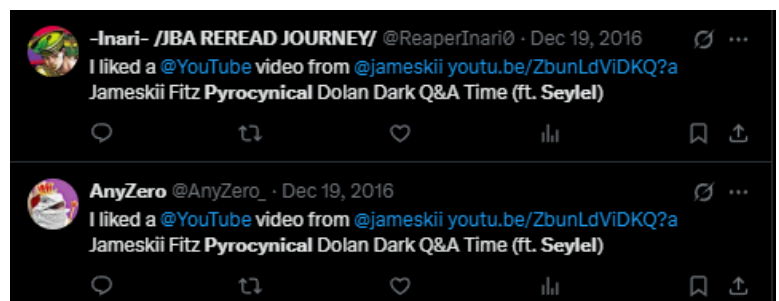 -Inari- /JBA REREAD JOURNEY/ @ReaperInari0 · Dec 19, 2016
I liked a @YouTube video from @jameskii youtu.be/ZbunLdViDKQ?a
Jameskii Fitz Pyrocynical Dolan Dark Q&A Time (ft. Seylel)
AnyZero @AnyZero_ · Dec 19, 2016
I liked a @YouTube video from @jameskii youtu.be/ZbunLdViDKQ?a
Jameskii Fitz Pyrocynical Dolan Dark Q&A Time (ft. Seylel)